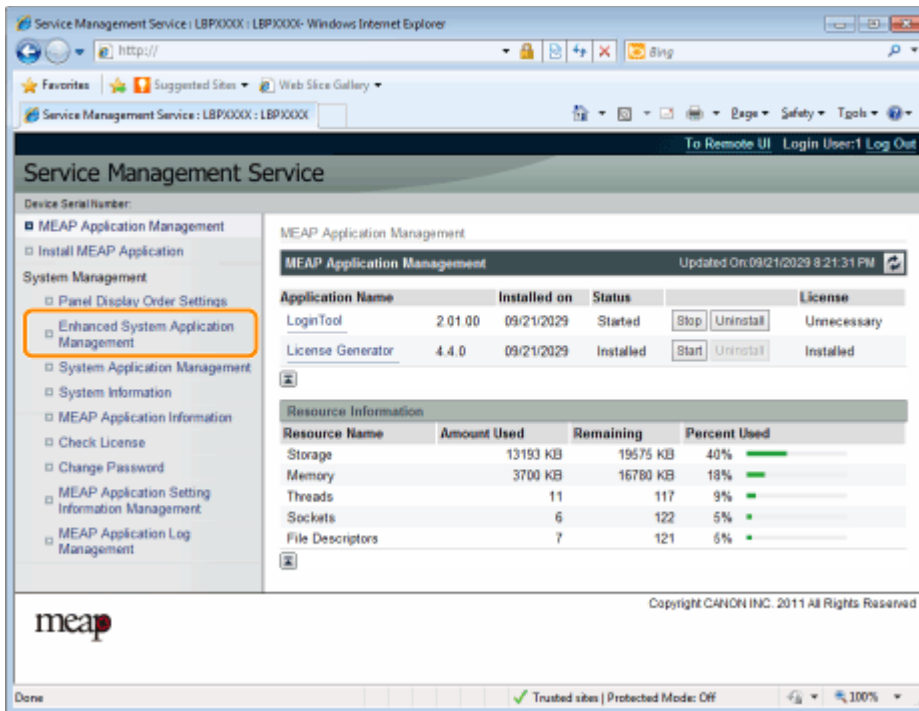 Service Management Service : LBPXXXX : LBPXXXX- Windows Internet Explorer
http://
Bing
Favorites Suggested Sites Web Slice Gallery
Service Management Service : LBPXXXX : LBPXXXX Page Safety Tools
To Remote UI Login User:1 Log Out
Service Management Service
Device Serial Number:
MEAP Application Management
Install MEAP Application
System Management
Panel Display Order Settings
Enhanced System Application
Management
System Application Management
System Information
MEAP Application Information
Check License
Change Password
MEAP Application Setting
Information Management
MEAP Application Log
Management
MEAP Application Management
MEAP Application Management Updated On:09/21/2029 8:21:31 PM
Application Name Installed on Status License
LoginTool 2.01.00 09/21/2029 Started Stop Uninstall Unnecessary
License Generator 4.4.0 09/21/2029 Installed Start Uninstall Installed
Resource Information
Resource Name Amount Used Remaining Percent Used
Storage 13193 KB 19575 KB 40%
Memory 3700 KB 16780 KB 18%
Threads 11 117 9%
Sockets 6 122 5%
File Descriptors 7 121 6%
Copyright CANON INC. 2011 All Rights Reserved
meap
Done Trusted sites | Protected Mode: Off 100%